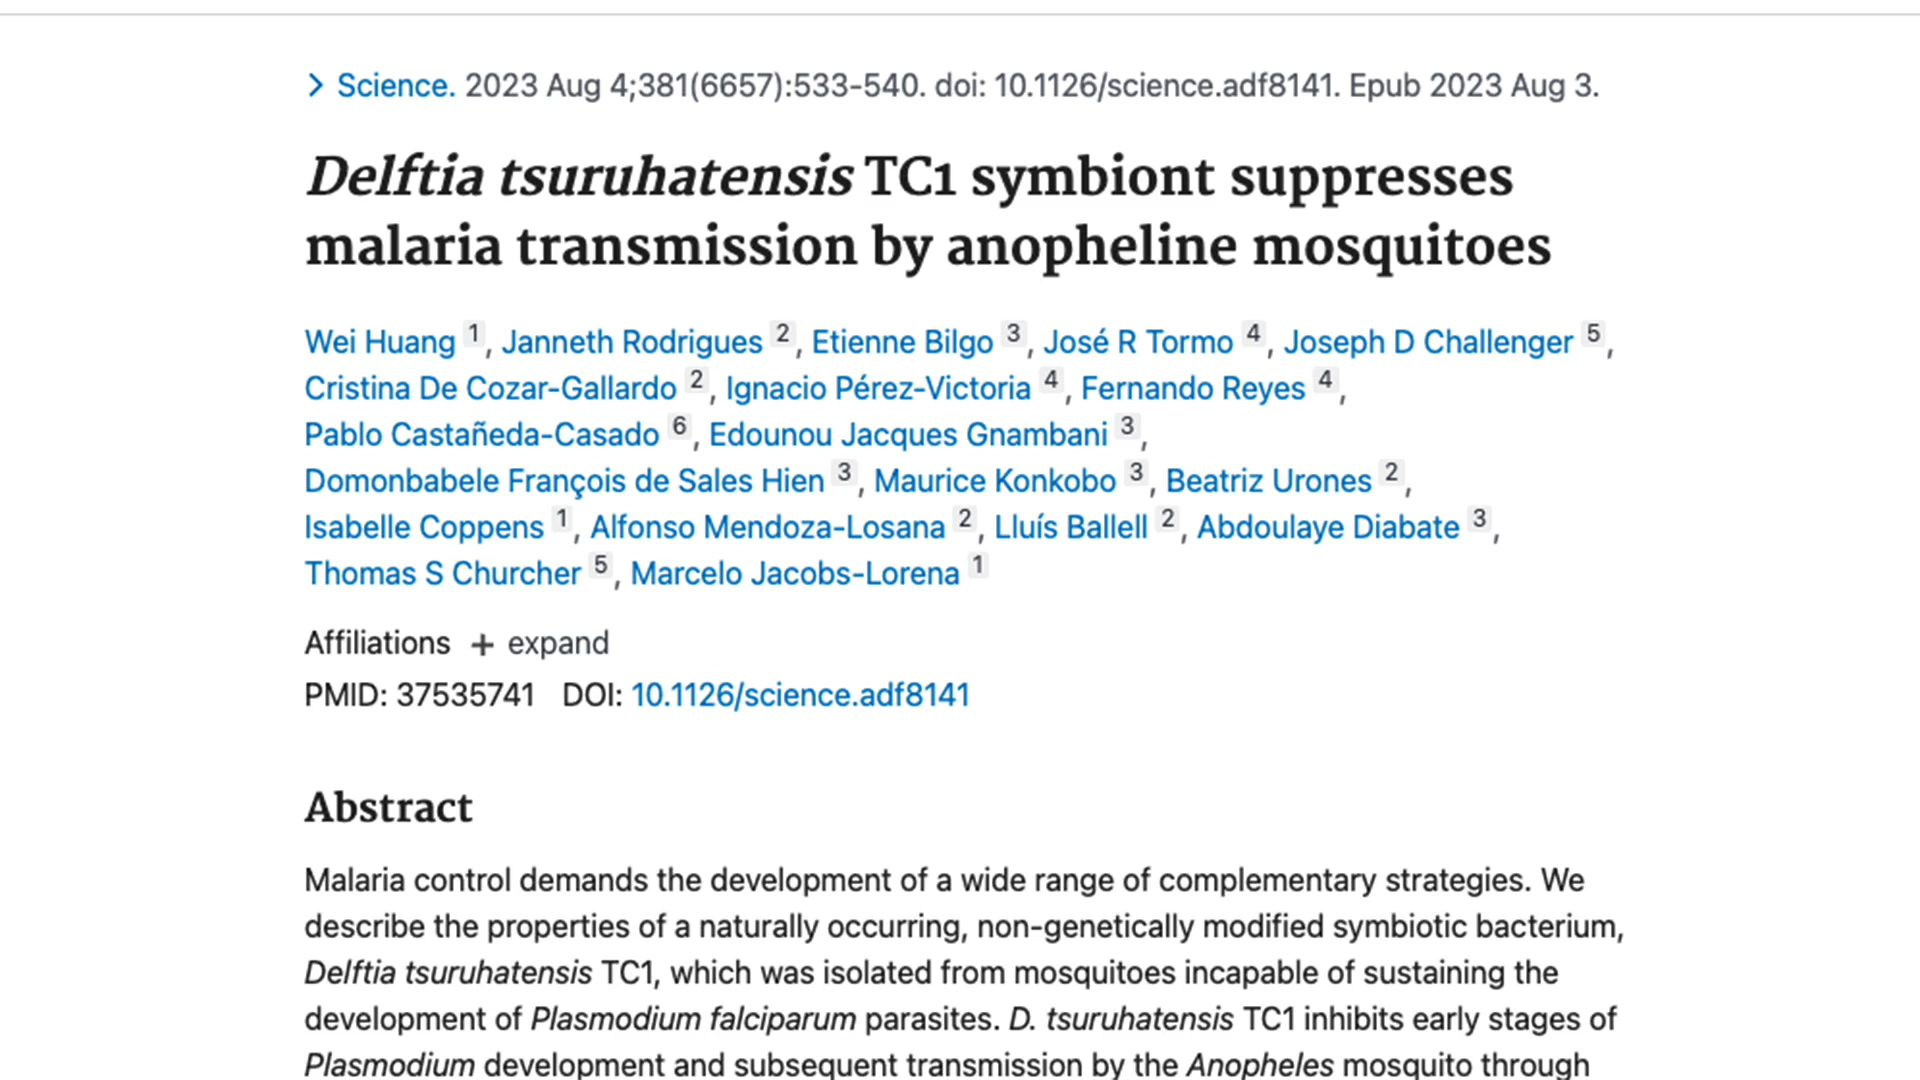 Science. 2023 Aug 4;381(6657):533-540. doi: 10.1126/science.adf8141. Epub 2023 Aug 3.
Delftia tsuruhatensis TC1 symbiont suppresses
malaria transmission by anopheline mosquitoes
Wei Huang 1, Janneth Rodrigues 2, Etienne Bilgo 3, José R Tormo 4, Joseph D Challenger 5,
Cristina De Cozar-Gallardo 2, Ignacio Pérez-Victoria 4, Fernando Reyes 4,
Pablo Castañeda-Casado 6, Edounou Jacques Gnambani 3,
Domonbabele François de Sales Hien 3, Maurice Konkobo 3, Beatriz Urones 2,
Isabelle Coppens 1, Alfonso Mendoza-Losana 2, Lluís Ballell 2, Abdoulaye Diabate 3,
Thomas S Churcher 5, Marcelo Jacobs-Lorena 1
Affiliations + expand
PMID: 37535741 DOI: 10.1126/science.adf8141
Abstract
Malaria control demands the development of a wide range of complementary strategies. We
describe the properties of a naturally occurring, non-genetically modified symbiotic bacterium,
Delftia tsuruhatensis TC1, which was isolated from mosquitoes incapable of sustaining the
development of Plasmodium falciparum parasites. D. tsuruhatensis TC1 inhibits early stages of
Plasmodium development and subsequent transmission by the Anopheles mosquito through